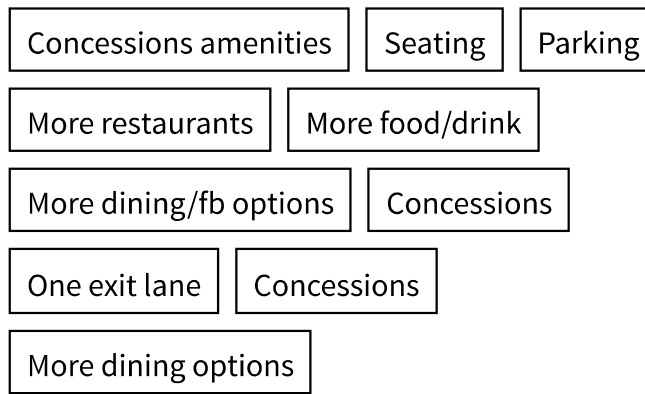 Concessions amenities Seating Parking
More restaurants More food/drink
More dining/fb options Concessions
One exit lane Concessions
More dining options